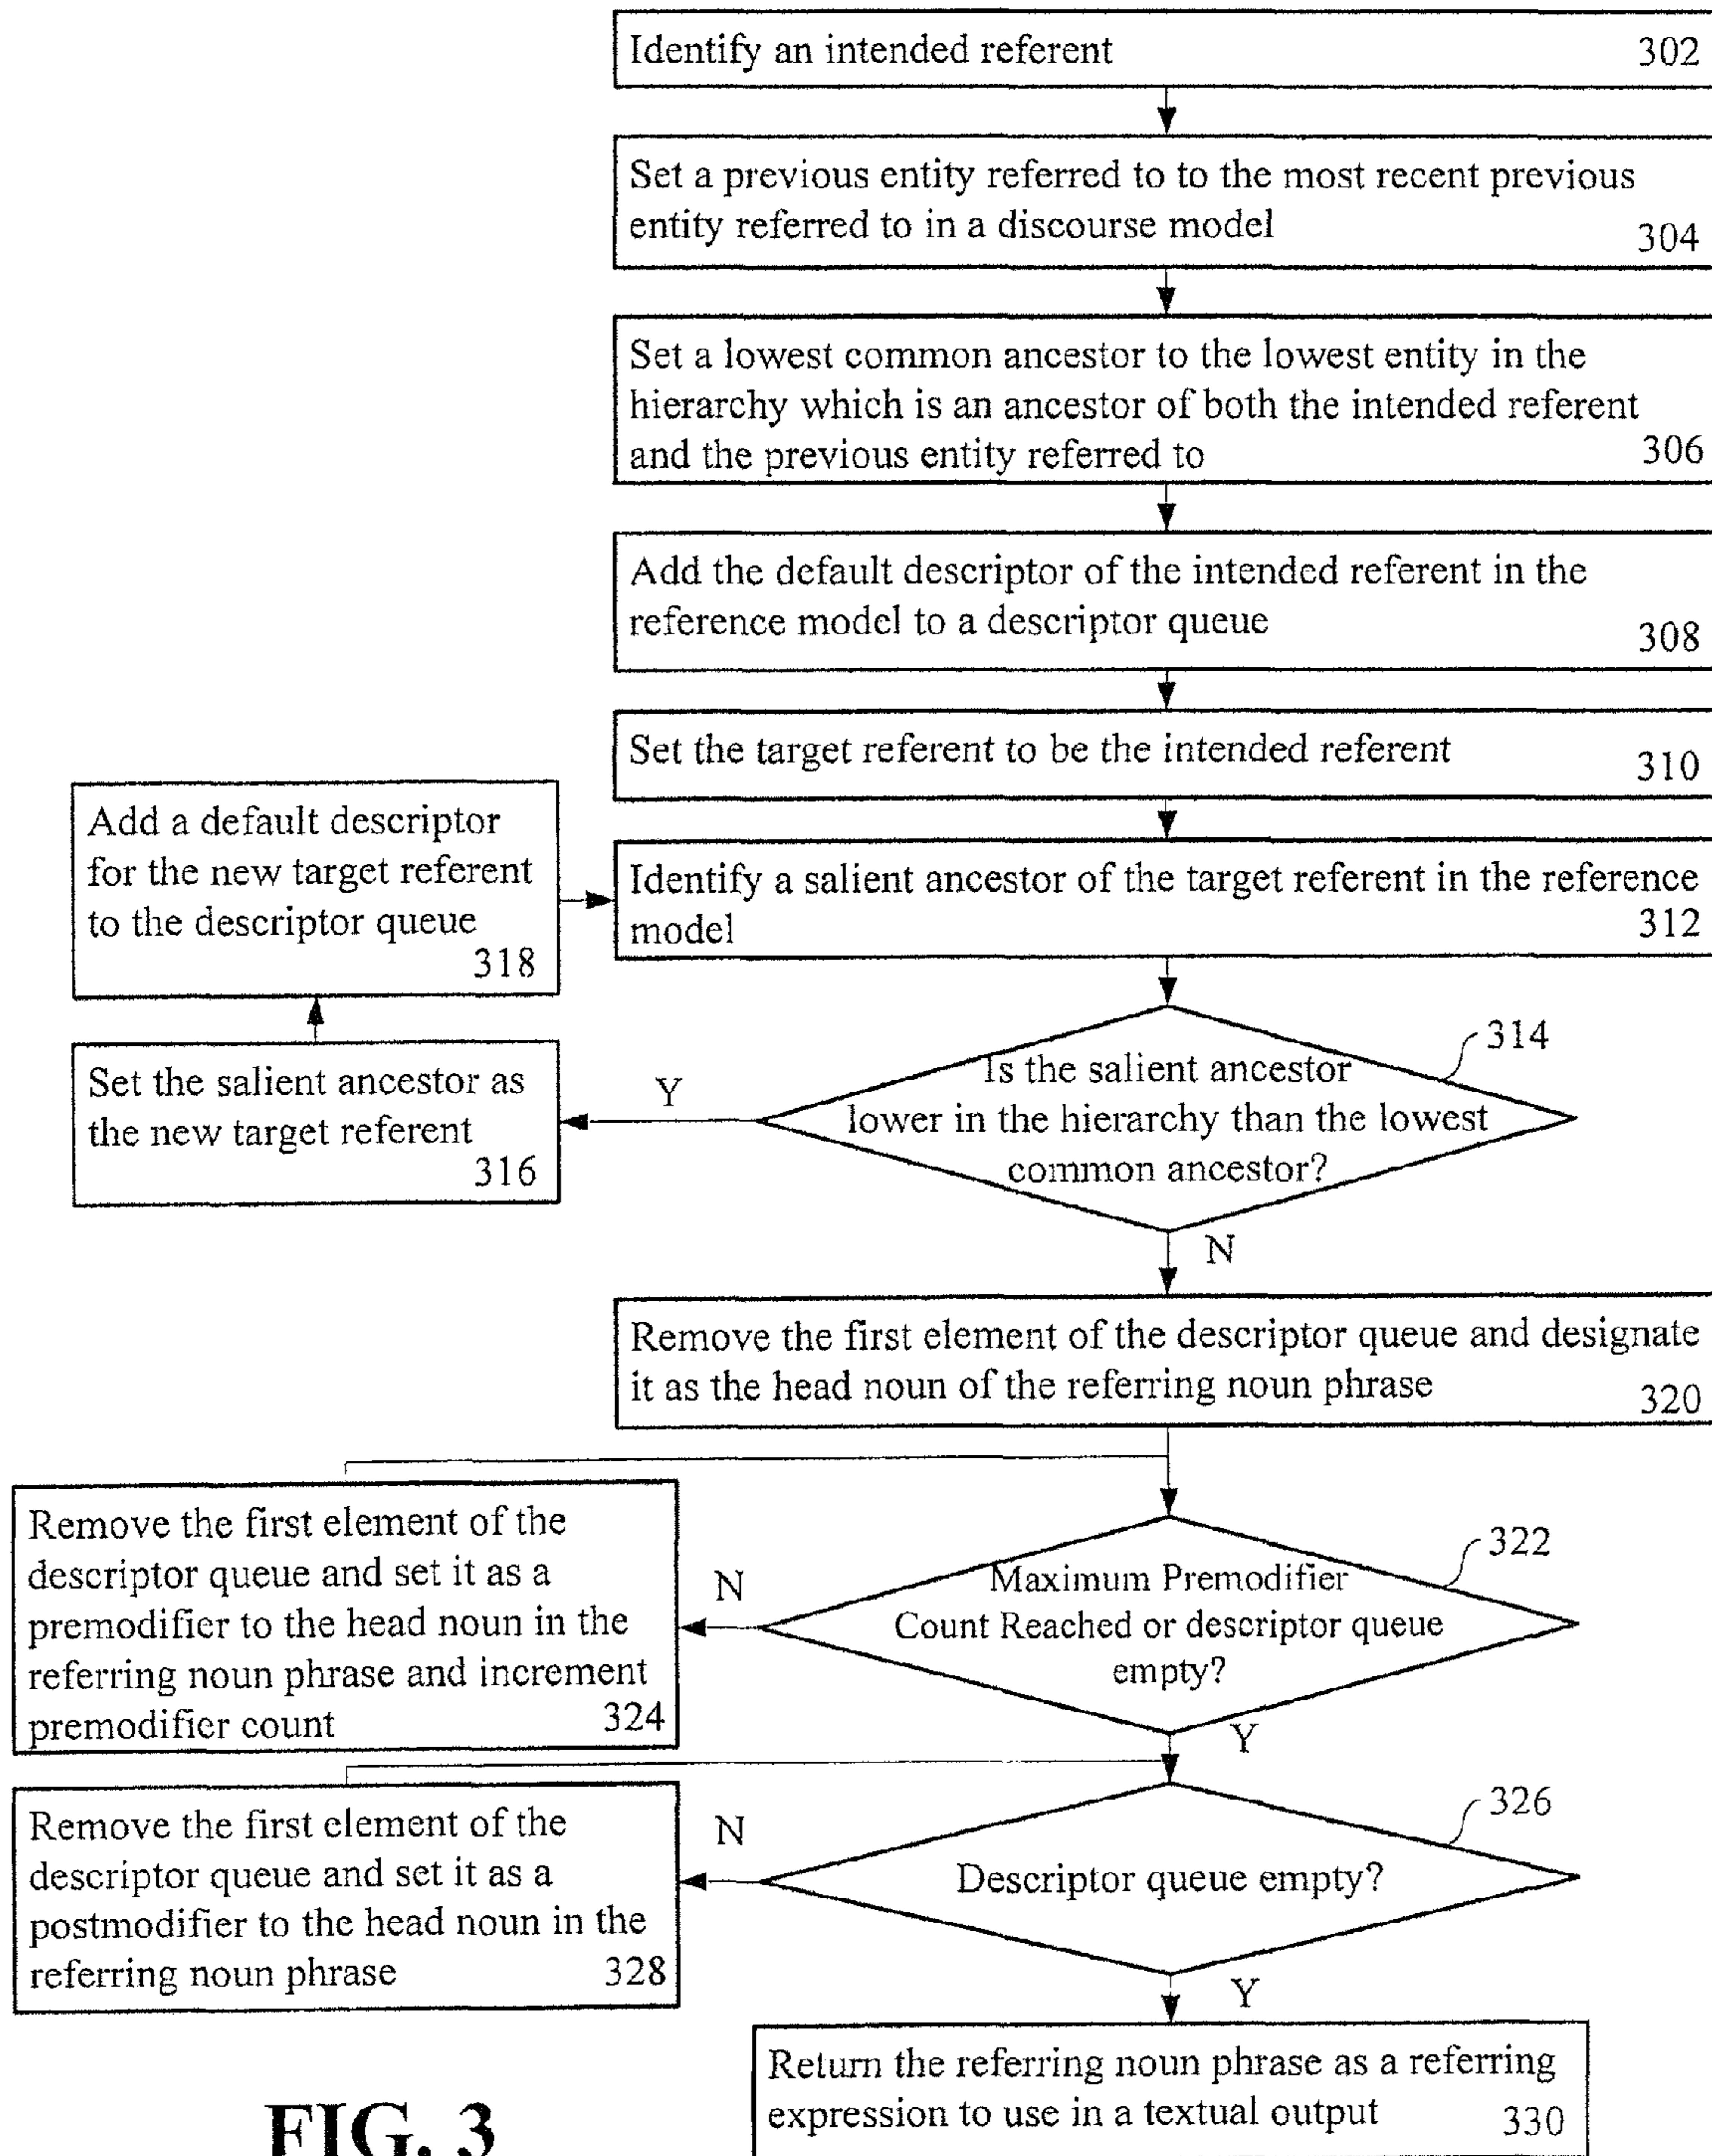 Identify an intended referent
302
Set a previous entity referred to to the most recent previous
entity referred to in a discourse model
304
Set a lowest common ancestor to the lowest entity in the
hierarchy which is an ancestor of both the intended referent
and the previous entity referred to
306
Add the default descriptor of the intended referent in the
reference model to a descriptor queue
308
Set the target referent to be the intended referent
310
Add a default descriptor
for the new target referent
to the descriptor queue
318
Identify a salient ancestor of the target referent in the reference
model
312
314
Is the salient ancestor
lower in the hierarchy than the lowest
common ancestor?
Y
Set the salient ancestor as
the new target referent
316
N
Remove the first element of the descriptor queue and designate
it as the head noun of the referring noun phrase
320
322
Maximum Premodifier
Count Reached or descriptor queue
empty?
N
Remove the first element of the
descriptor queue and set it as a
premodifier to the head noun in the
referring noun phrase and increment
premodifier count
324
Y
326
Descriptor queue empty?
N
Remove the first element of the
descriptor queue and set it as a
postmodifier to the head noun in the
referring noun phrase
328
Y
Return the referring noun phrase as a referring
expression to use in a textual output
330
FIG. 3